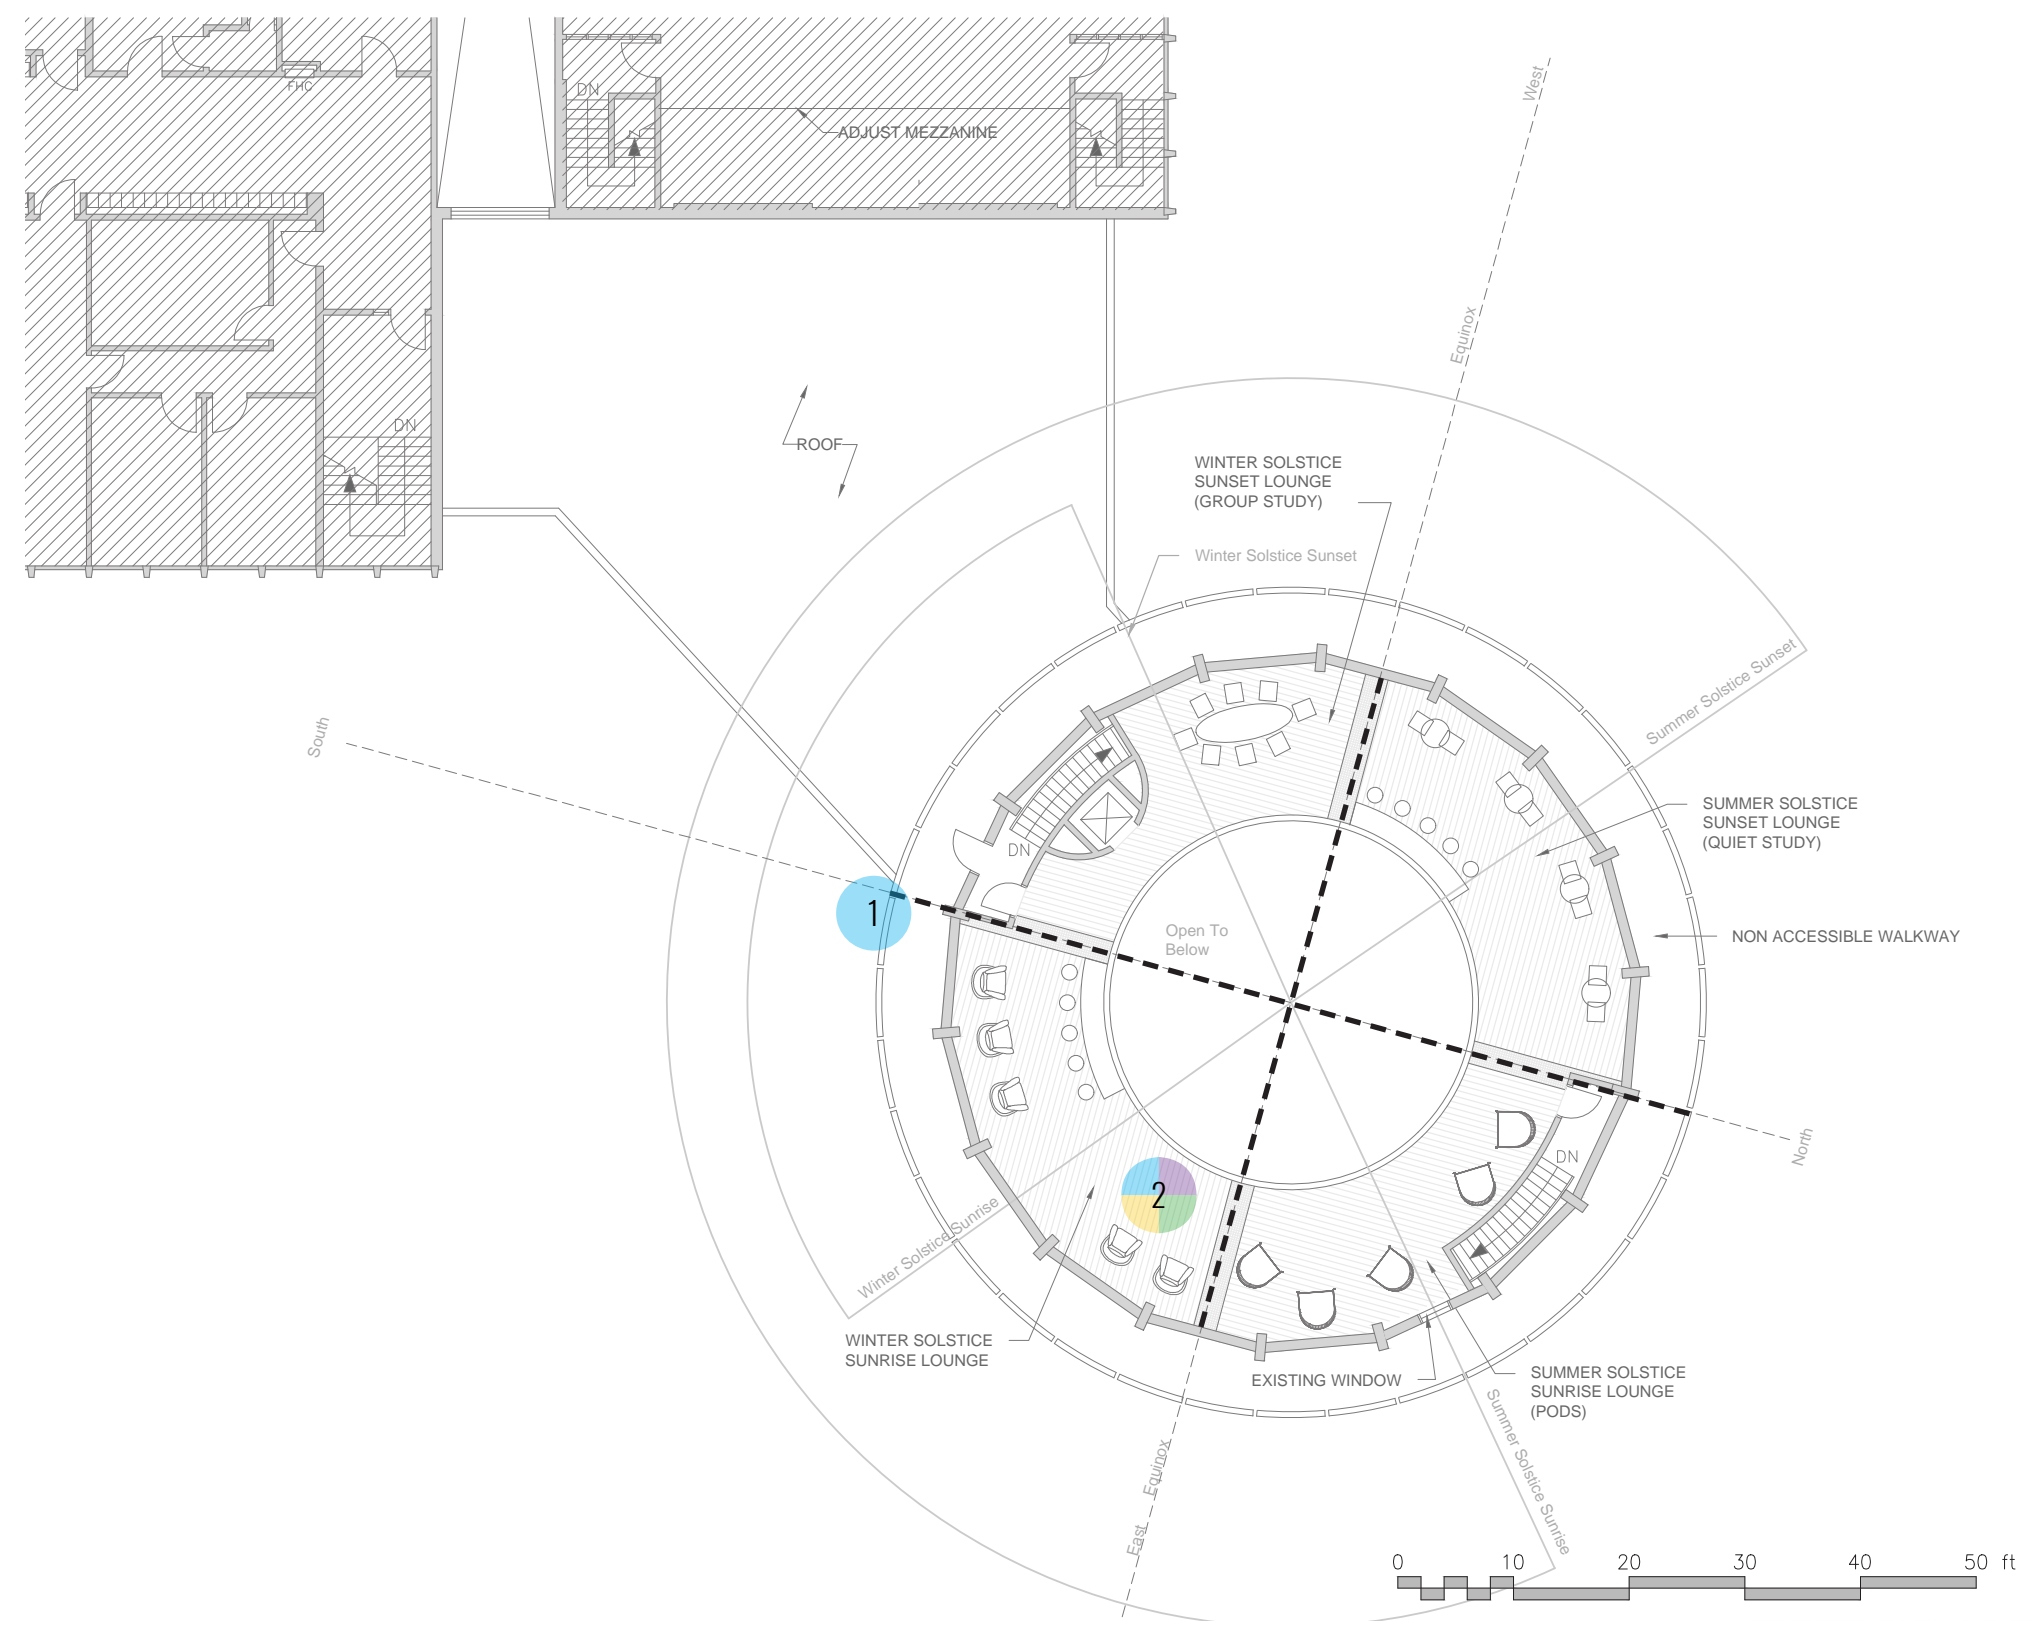 FHC
DN
ADJUST MEZZANINE
West
Equinox
DN
ROOF
WINTER SOLSTICE
SUNSET LOUNGE
(GROUP STUDY)
Winter Solstice Sunset
Summer Solstice Sunset
South
SUMMER SOLSTICE
SUNSET LOUNGE
(QUIET STUDY)
DN
1
Open To
Below
NON ACCESSIBLE WALKWAY
North
DN
2
Winter Solstice Sunrise
WINTER SOLSTICE
SUNRISE LOUNGE
EXISTING WINDOW
SUMMER SOLSTICE
SUNRISE LOUNGE
(PODS)
Summer Solstice Sunrise
Equinox
East
0 10 20 30 40 50 ft